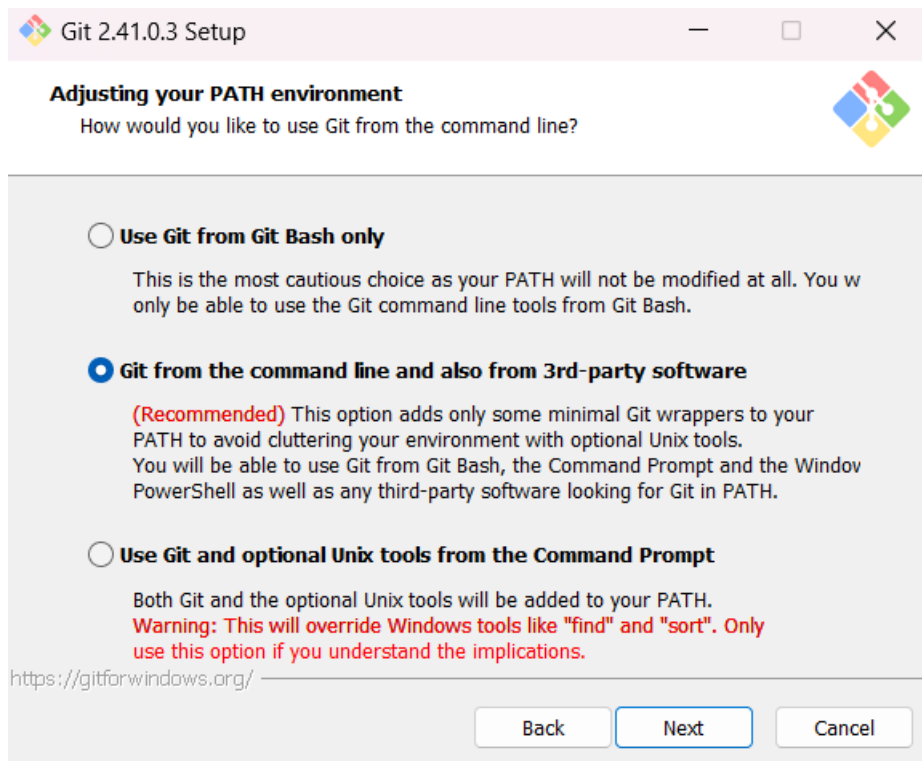 Git 2.41.0.3 Setup
Adjusting your PATH environment
How would you like to use Git from the command line?
Use Git from Git Bash only
This is the most cautious choice as your PATH will not be modified at all. You w
only be able to use the Git command line tools from Git Bash.
Git from the command line and also from 3rd-party software
(Recommended) This option adds only some minimal Git wrappers to your
PATH to avoid cluttering your environment with optional Unix tools.
You will be able to use Git from Git Bash, the Command Prompt and the Window
PowerShell as well as any third-party software looking for Git in PATH.
Use Git and optional Unix tools from the Command Prompt
Both Git and the optional Unix tools will be added to your PATH.
Warning: This will override Windows tools like "find" and "sort". Only
use this option if you understand the implications.
https://gitforwindows.org/
Back Next Cancel